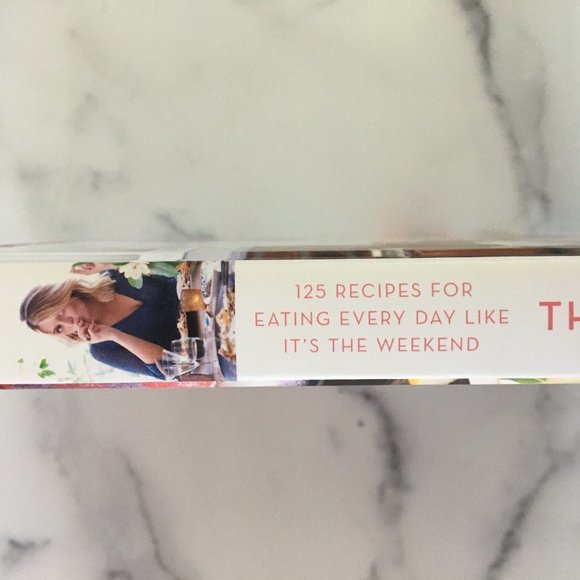 125 RECIPES FOR
EATING EVERY DAY LIKE
IT'S THE WEEKEND
TH